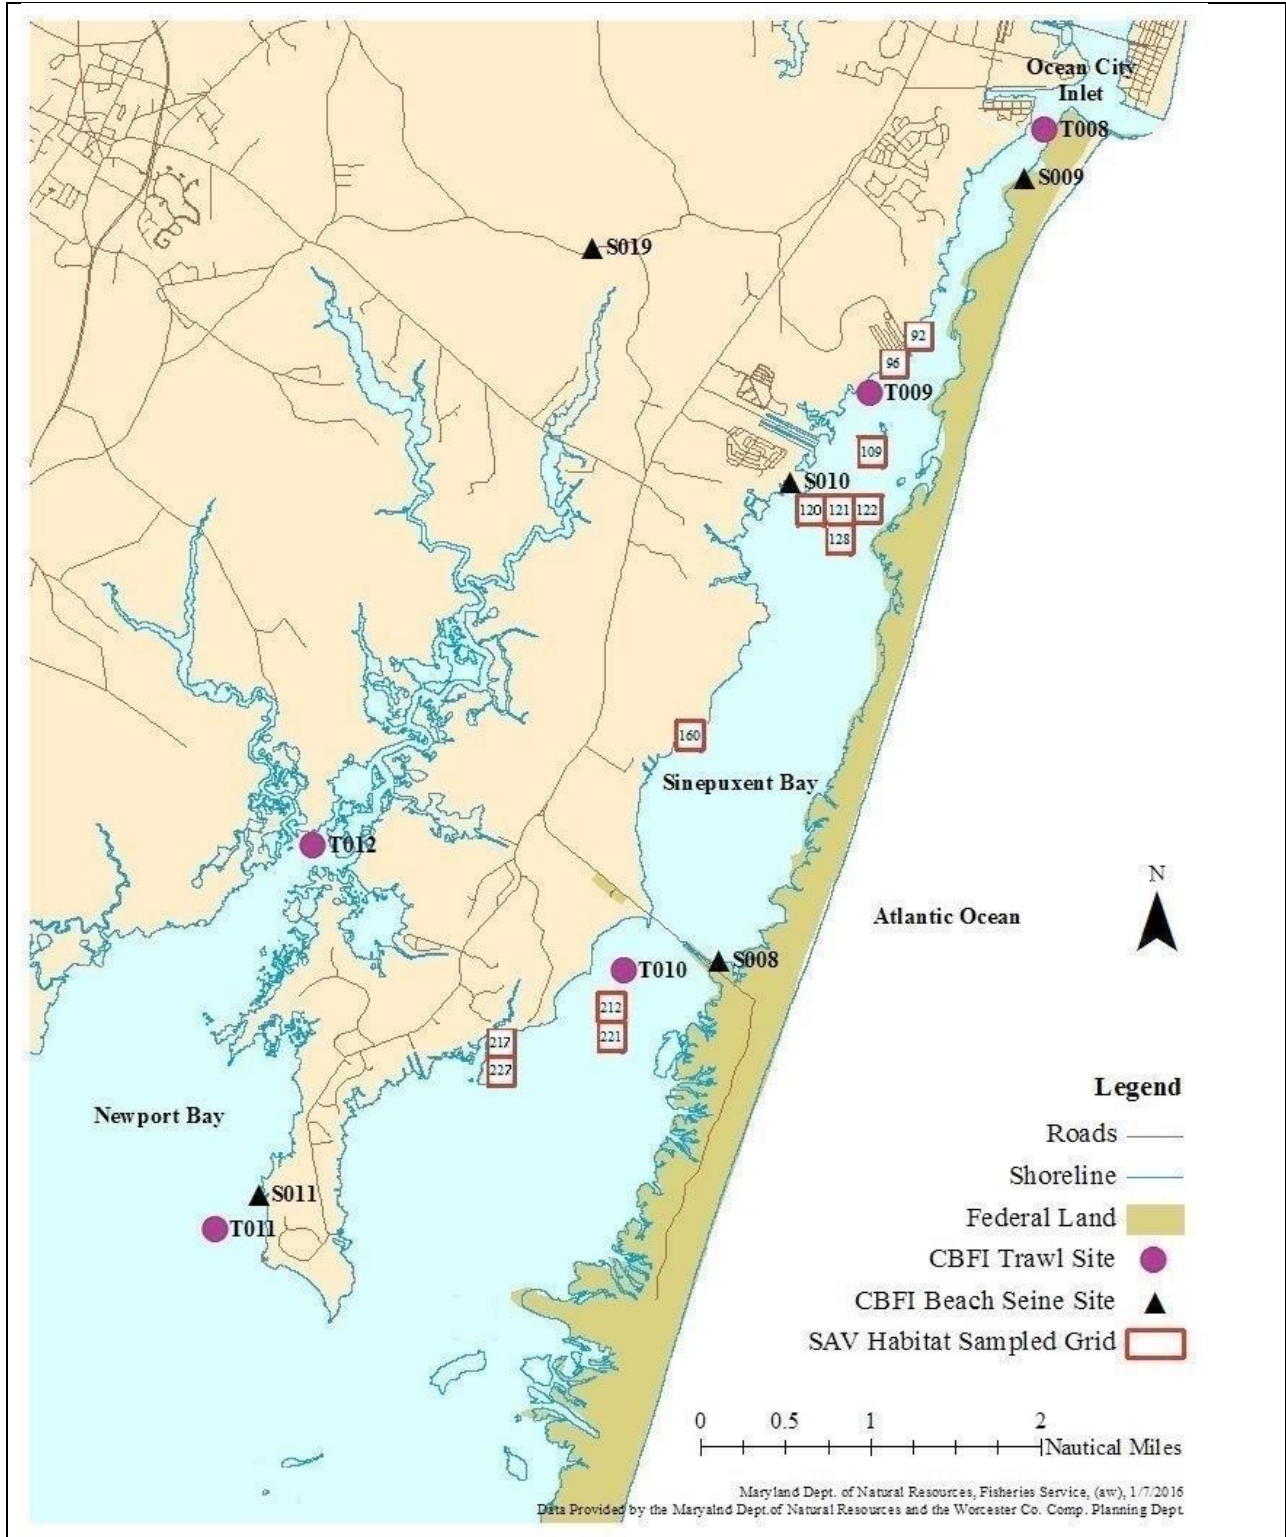 Ocean City
Inlet
T008
S009
S019
92
96
T009
109
S010
120 121 122
128
160
Sinepuxent Bay
T012
Atlantic Ocean
N
S008
T010
212
221
217
227
Newport Bay
S011
T011
Legend
Roads
Shoreline
Federal Land
CBFI Trawl Site
CBFI Beach Seine Site
SAV Habitat Sampled Grid
0 0.5 1 2
Nautical Miles
Maryland Dept. of Natural Resources, Fisheries Service, (aw), 1/7/2016
Data Provided by the Maryalnd Dept.of Natural Resources and the Worcester Co. Comp. Planning Dept.